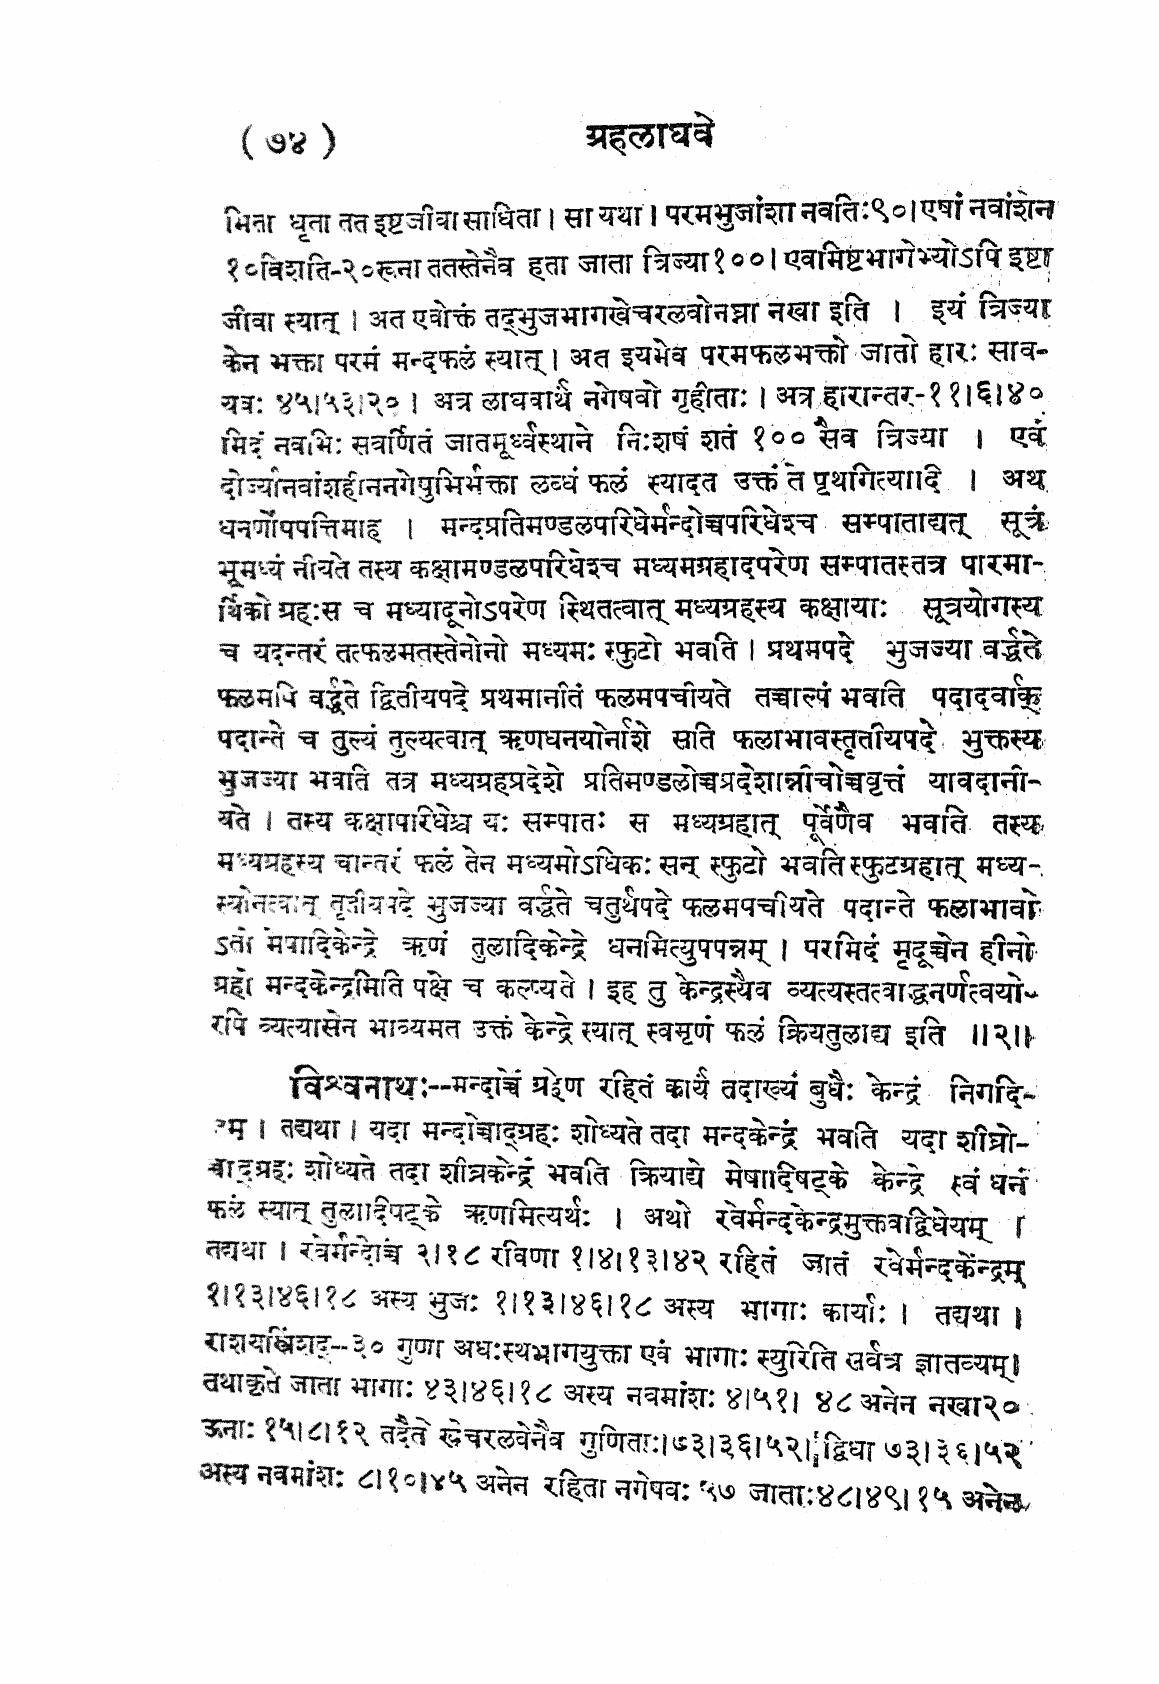 ( ७४ ) ग्रहलाघवे
मिता धृता तत इष्टजीवा साधिता । सा यथा । परमभुजांशा नवतिः९०। एषां नवांशेन
१०विंशति-२०रूना ततस्तेनैव हता जाता त्रिज्या१००। एवमिष्टभागेभ्योऽपि इष्टा
जीवा स्यात् । अत एवोक्तं तद्भुजभागखेचरलवोनघ्ना नखा इति । इयं त्रिज्या
केन भक्ता परमं मन्दफलं स्यात् । अत इयमेव परमफलभक्तो जातो हारः साव-
यवः ४५।५३।२० । अत्र लाघवार्थं नगेषवो गृहीताः । अत्र हारान्तर-११।६।४०
मिदं नवभिः सवर्णितं जातमूर्ध्वस्थाने निःशषं शतं १०० सैव त्रिज्या । एवं
दोर्ज्यानवांशर्हीननगेषुभिर्भक्ता लब्धं फलं स्यादत उक्तं ते पृथगित्यादि । अथ
धनर्णोपपत्तिमाह । मन्दप्रतिमण्डलपरिधेर्मन्दोच्चपरिधेश्च सम्पाताद्यत् सूत्रं
भूमध्यं नीयते तस्य कक्षामण्डलपरिधेश्च मध्यमग्रहादपरेण सम्पातस्तत्र पारमा-
र्थिको ग्रहःस च मध्यादूनोऽपरेण स्थितत्वात् मध्यग्रहस्य कक्षायाः सूत्रयोगस्य
च यदन्तरं तत्फलमतस्तेनोनो मध्यमः स्फुटो भवति । प्रथमपदे भुजज्या वर्द्धते
फलमपि वर्द्धते द्वितीयपदे प्रथमानीतं फलमपचीयते तच्चाल्पं भवति पदादर्वाक्
पदान्ते च तुल्यं तुल्यत्वात् ऋणधनयोर्नाशे सति फलाभावस्तृतीयपदे भुक्तस्य
भुजज्या भवति तत्र मध्यग्रहप्रदेशे प्रतिमण्डलोच्चप्रदेशान्नीचोच्चवृत्तं यावदानी-
यते । तस्य कक्षापरिधेश्च यः सम्पातः स मध्यग्रहात् पूर्वेणैव भवति तस्य
मध्यग्रहस्य चान्तरं फलं तेन मध्यमोऽधिकः सन् स्फुटो भवति स्फुटग्रहात् मध्य-
स्योनत्वात् तृतीयपदे भुजज्या वर्द्धते चतुर्थपदे फलमपचीयते पदान्ते फलाभावो
ऽतो मेषादिकेन्द्रे ऋणं तुलादिकेन्द्रे धनमित्युपपन्नम् । परमिदं मृदूच्चेन हीनो
ग्रहो मन्दकेन्द्रमिति पक्षे च कल्प्यते । इह तु केन्द्रस्यैव व्यत्यस्तत्वाद्धनर्णत्वयो-
रपि व्यत्यासेन भाव्यमत उक्तं केन्द्रे स्यात् स्वमृणं फलं क्रियतुलाद्य इति ॥२॥
विश्वनाथः--मन्दोच्चं ग्रहेण रहितं कार्यं तदाख्यं बुधैः केन्द्रं निगदि-
तम् । तद्यथा । यदा मन्दोच्चाद्ग्रहः शोध्यते तदा मन्दकेन्द्रं भवति यदा शीघ्रो-
च्चाद्ग्रहः शोध्यते तदा शीघ्रकेन्द्रं भवति क्रियाद्ये मेषादिषट्के केन्द्रे स्वं धनं
फलं स्यात् तुलादिषट्के ऋणमित्यर्थः । अथो रवेर्मन्दकेन्द्रमुक्तवद्विधेयम् ।
तद्यथा । रवेर्मन्दोच्चं २।१८ रविणा १।४।१३।४२ रहितं जातं रवेर्मन्दकेन्द्रम्
१।१३।४६।१८ अस्य भुजः १।१३।४६।१८ अस्य भागाः कार्याः । तद्यथा ।
राशयस्त्रिंशद्--३० गुणा अधःस्थभागयुक्ता एवं भागाः स्युरिति सर्वत्र ज्ञातव्यम्।
तथाकृते जाता भागाः ४३।४६।१८ अस्य नवमांशः ४।५१। ४८ अनेन नखा२०
ऊनाः १५।८।१२ तदैते खेचरलवेनैव गुणिताः।७३।३६।५२। द्विधा ७३।३६।५२
अस्य नवमांशः ८।१०।४५ अनेन रहिता नगेषवः ५७ जाताः४८।४९।१५ अनेन